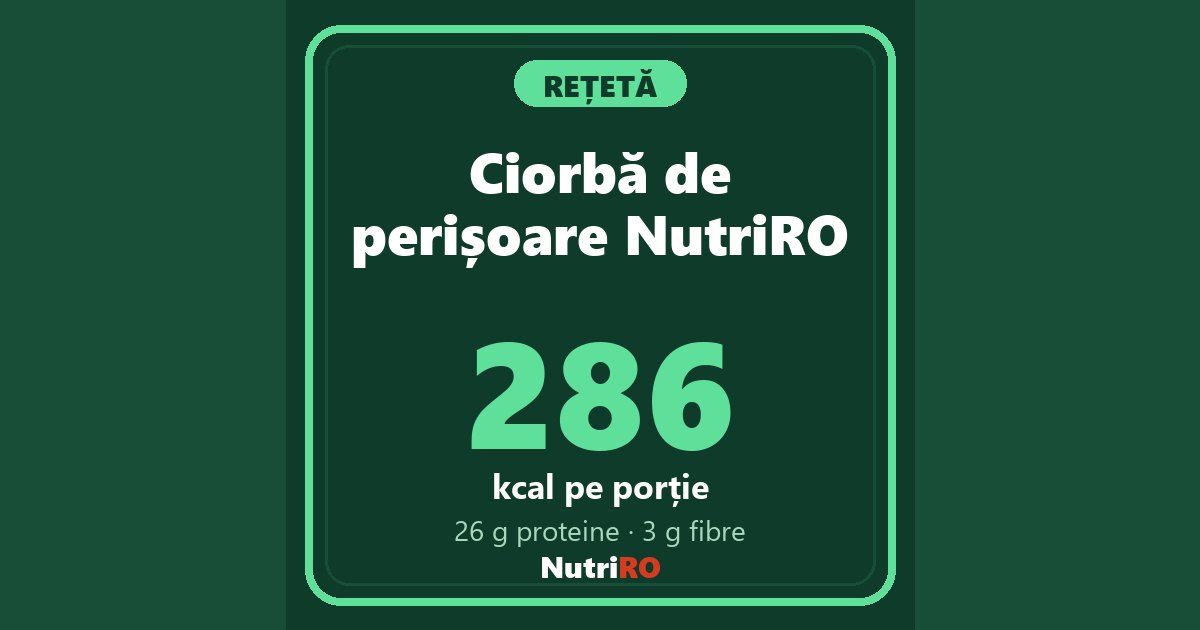 REȚETĂ
Ciorbă de
perișoare NutriRO
286
kcal pe porție
26 g proteine · 3 g fibre
NutriRO